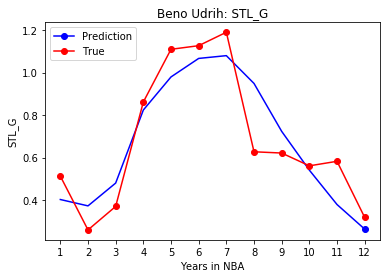 Beno Udrih: STL_G
Prediction
True
STL_G
1.2
1.0
0.8
0.6
0.4
1 2 3 4 5 6 7 8 9 10 11 12
Years in NBA